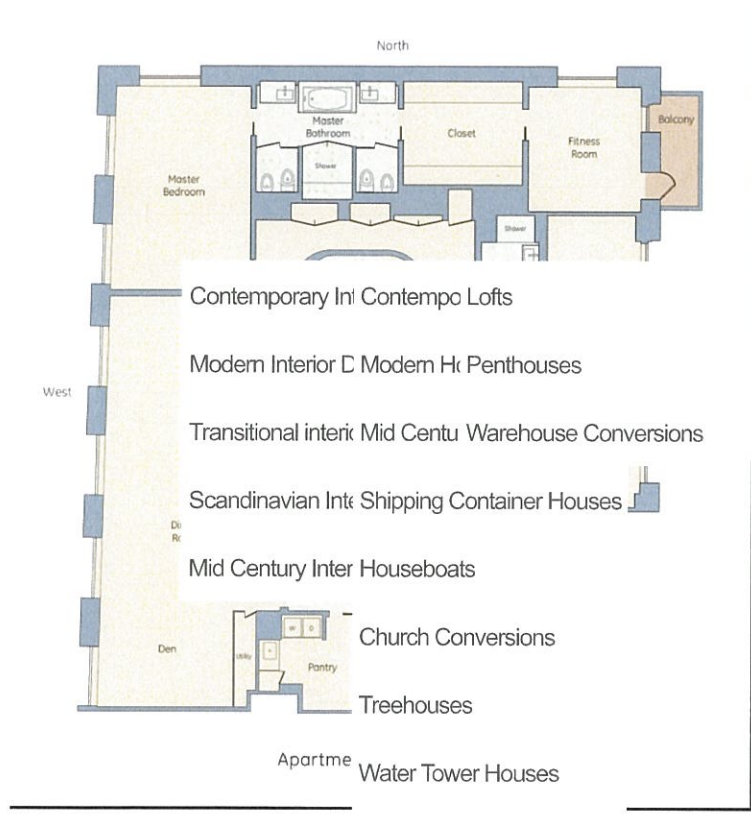 North
Master
Bathroom
Closet
Balcony
Fitness
Room
Master
Bedroom
Shower
Shower
Contemporary Int
Contempo
Lofts
Modern Interior D
Modern Ho
Penthouses
West
Transitional interio
Mid Centu
Warehouse Conversions
Scandinavian Inte
Shipping Container Houses
Di
Ro
Mid Century Inter
Houseboats
W D
Church Conversions
Den
Utility
Pantry
Treehouses
Apartme
Water Tower Houses